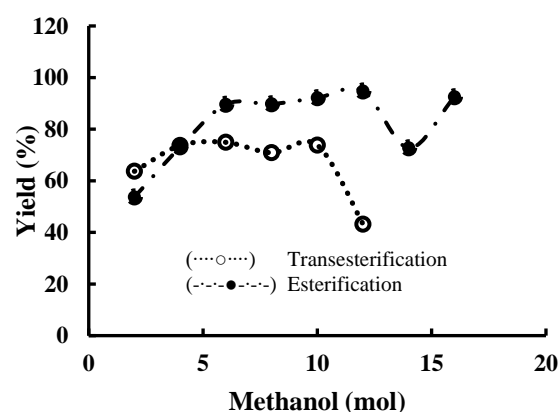 120
100
80
60
40
20
0
Yield (%)
(······○······) Transesterification
(-·-·-●-·-·-) Esterification
0 5 10 15 20
Methanol (mol)